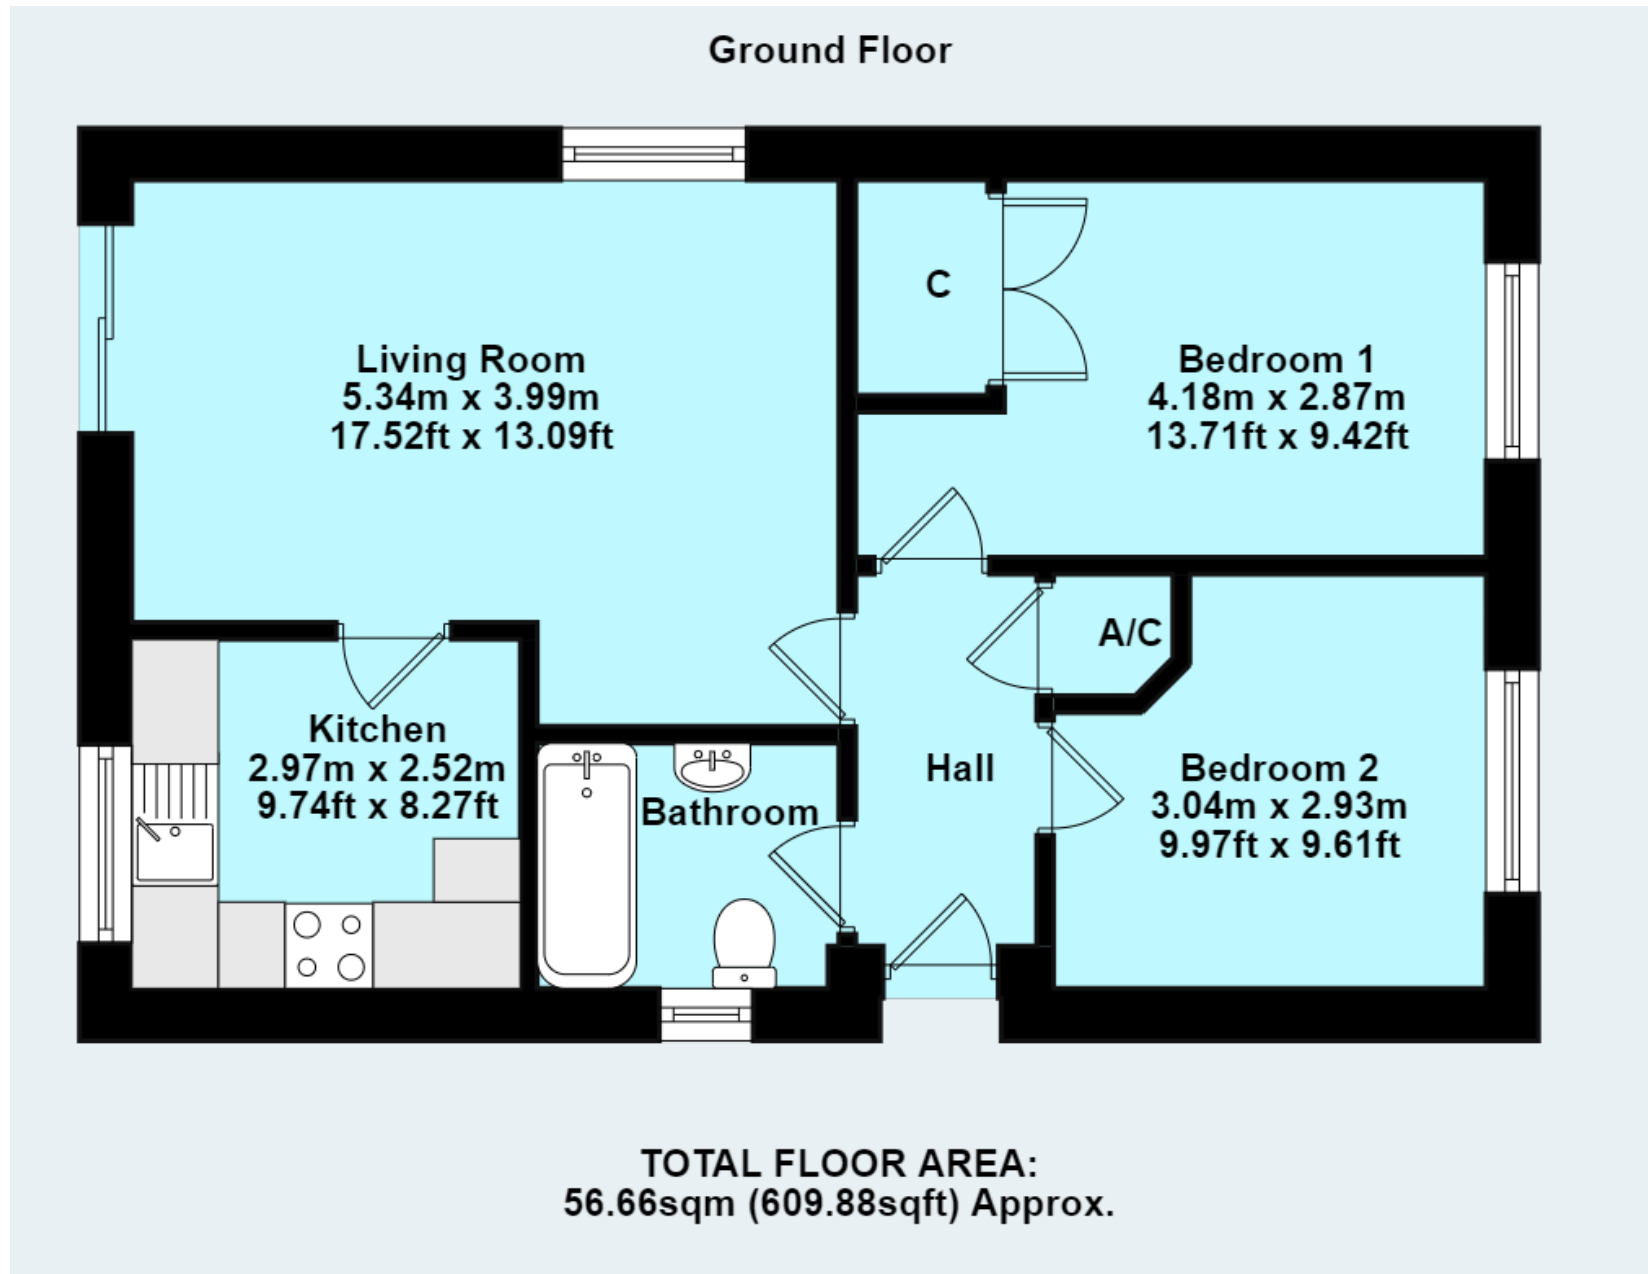 Ground Floor
C
Living Room
5.34m x 3.99m
17.52ft x 13.09ft
Bedroom 1
4.18m x 2.87m
13.71ft x 9.42ft
A/C
Kitchen
2.97m x 2.52m
9.74ft x 8.27ft
Bathroom
Hall
Bedroom 2
3.04m x 2.93m
9.97ft x 9.61ft
TOTAL FLOOR AREA:
56.66sqm (609.88sqft) Approx.